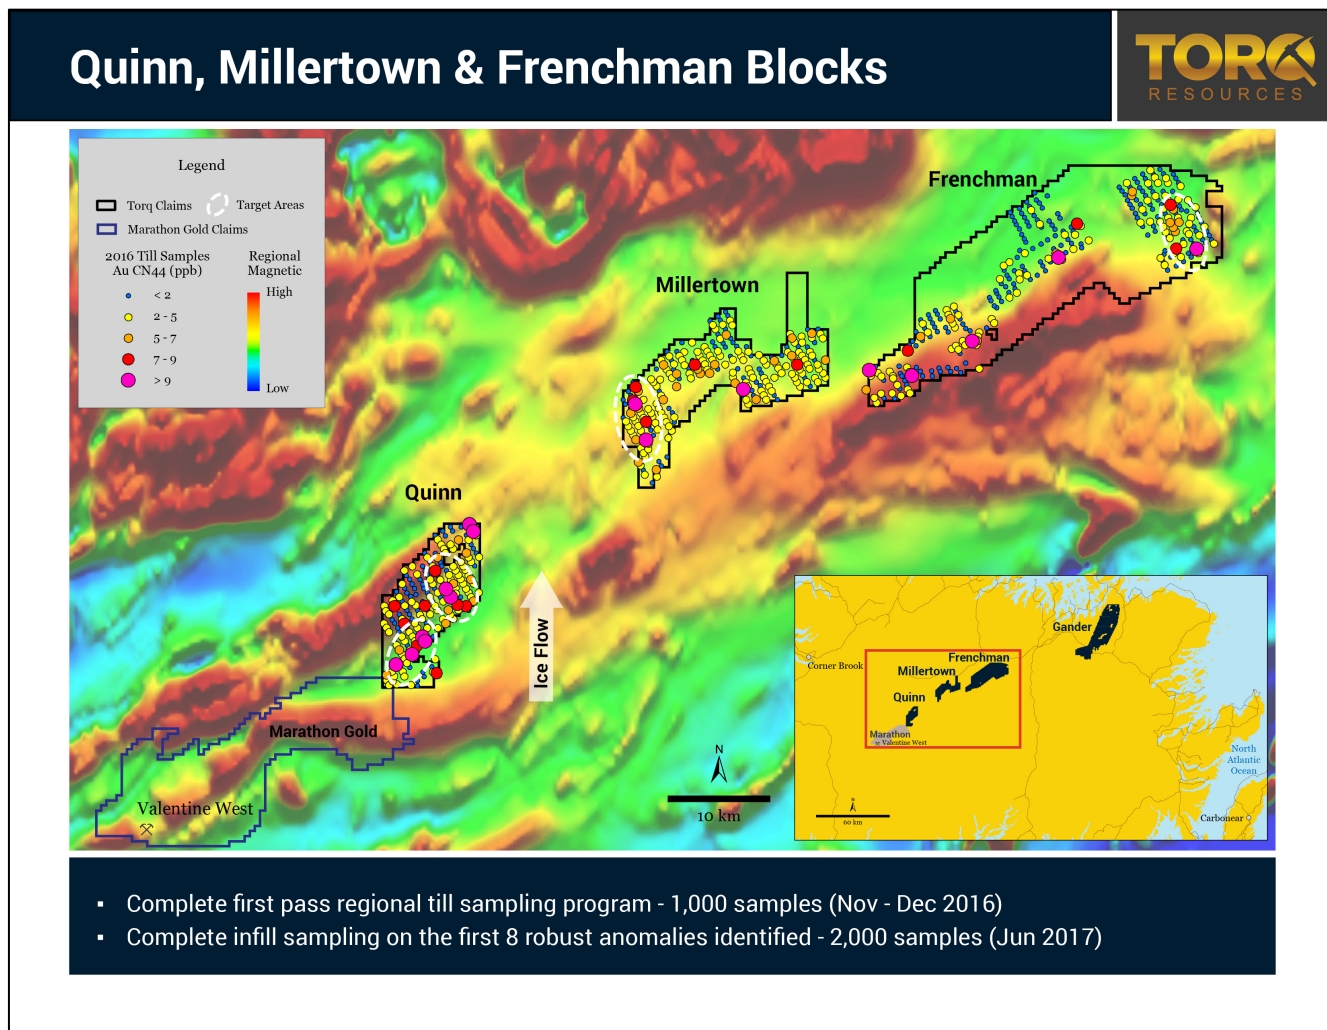 Quinn, Millertown & Frenchman Blocks
TORQ
RESOURCES
Legend
Torq Claims
Target Areas
Marathon Gold Claims
2016 Till Samples
Au CN44 (ppb)
< 2
2 - 5
5 - 7
7 - 9
> 9
Regional
Magnetic
High
Low
Frenchman
Millertown
Quinn
Ice Flow
Marathon Gold
Valentine West
N
10 km
Gander
Corner Brook
Frenchman
Millertown
Quinn
Marathon
Valentine West
North
Atlantic
Ocean
Carbonear
N
60 km
▪ Complete first pass regional till sampling program - 1,000 samples (Nov - Dec 2016)
▪ Complete infill sampling on the first 8 robust anomalies identified - 2,000 samples (Jun 2017)